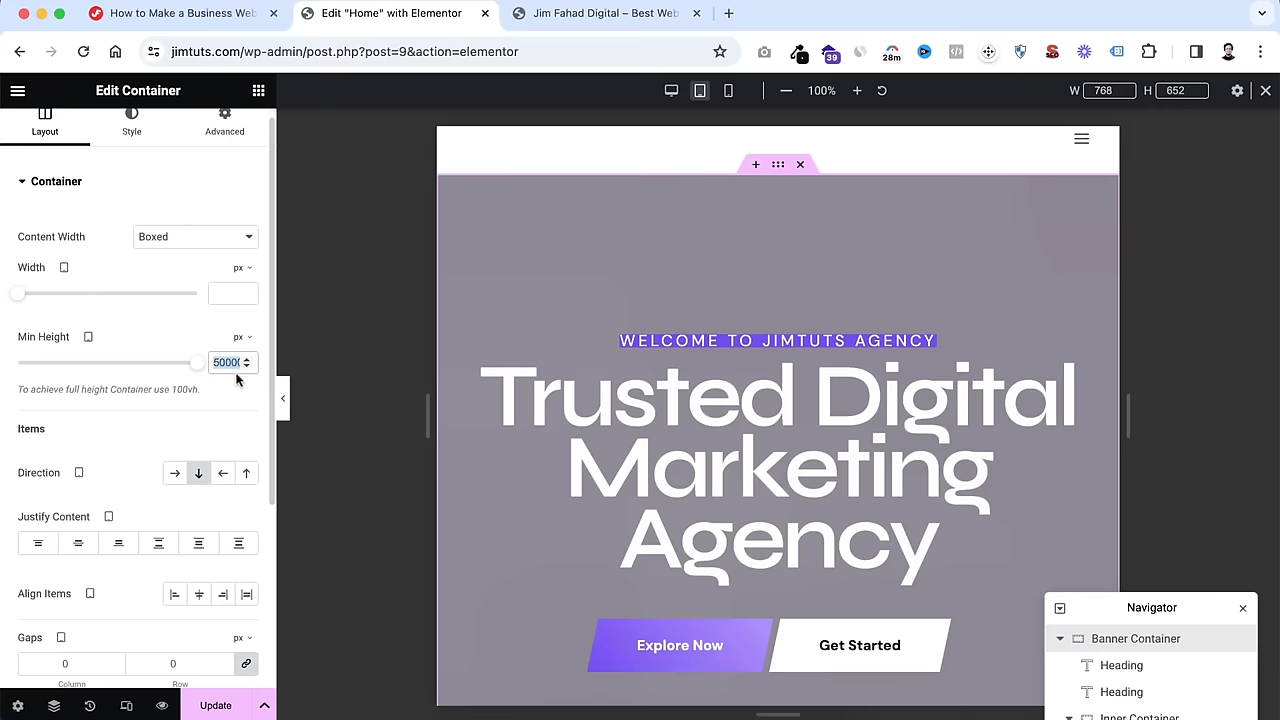 How to Make a Business Web
Edit "Home" with Elementor
Jim Fahad Digital – Best Web
jimtuts.com/wp-admin/post.php?post=9&action=elementor
39
28m
Edit Container
100%
W 768 H 652
Layout
Style
Advanced
Container
Content Width
Boxed
Width
px
Min Height
px
5000
To achieve full height Container use 100vh.
Items
Direction
Justify Content
Align Items
Gaps
px
0
0
Column
Row
Update
WELCOME TO JIMTUTS AGENCY
Trusted Digital
Marketing
Agency
Explore Now
Get Started
Navigator
Banner Container
Heading
Heading
Inner Container